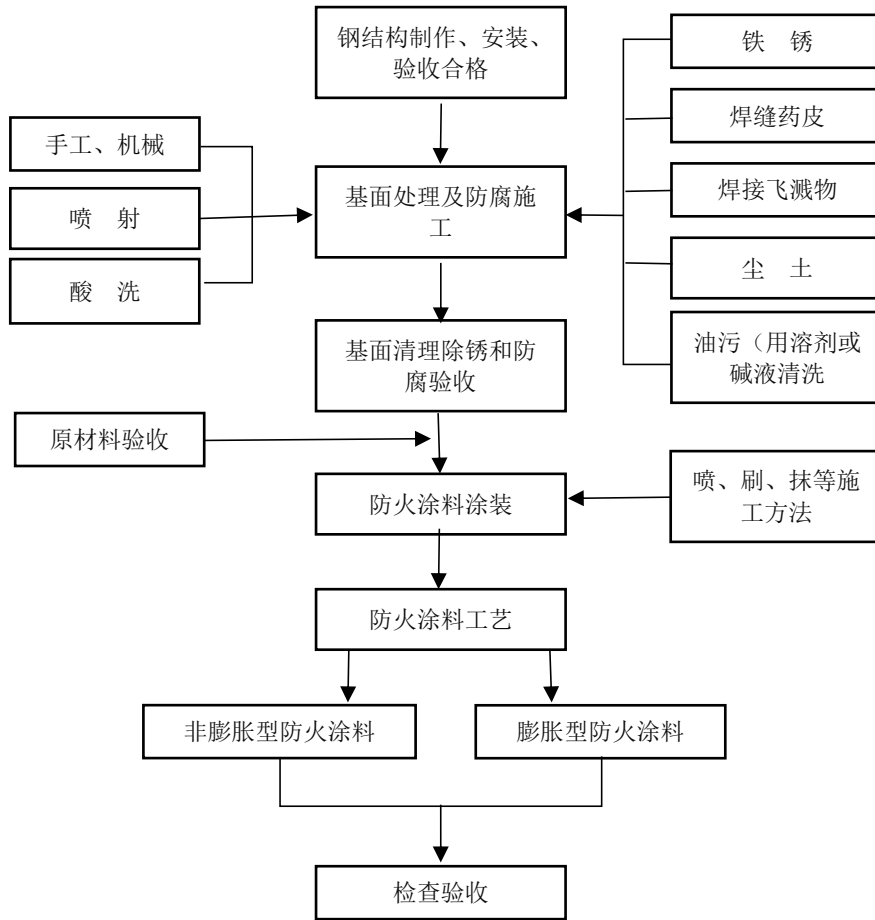 钢结构制作、安装、
验收合格
铁　锈
焊缝药皮
手工、机械
焊接飞溅物
基面处理及防腐施
工
喷　射
尘　土
酸　洗
基面清理除锈和防
腐验收
油污（用溶剂或
碱液清洗
原材料验收
喷、刷、抹等施
工方法
防火涂料涂装
防火涂料工艺
非膨胀型防火涂料
膨胀型防火涂料
检查验收